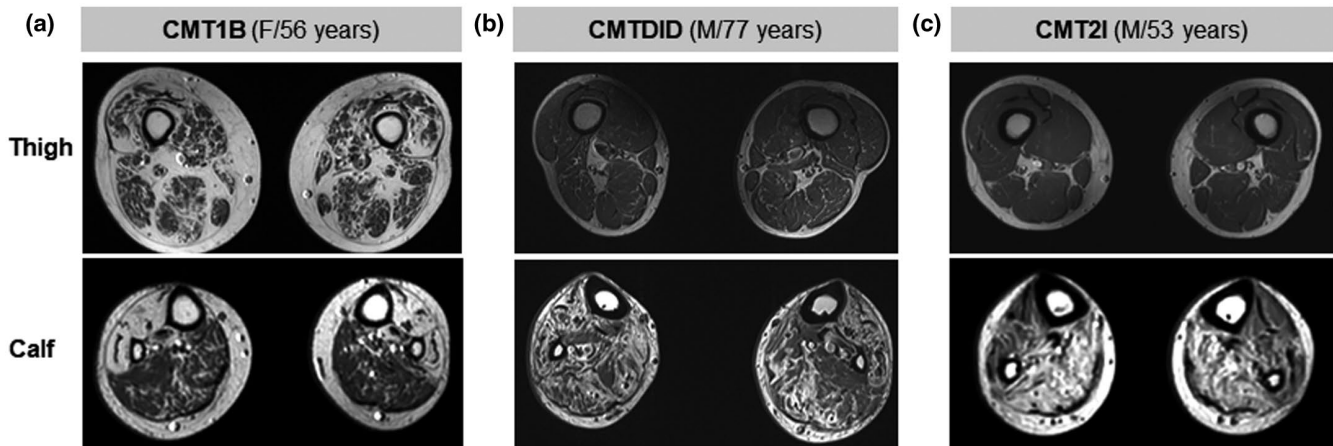 (a) CMT1B (F/56 years) (b) CMTDID (M/77 years) (c) CMT2I (M/53 years)
Thigh
Calf